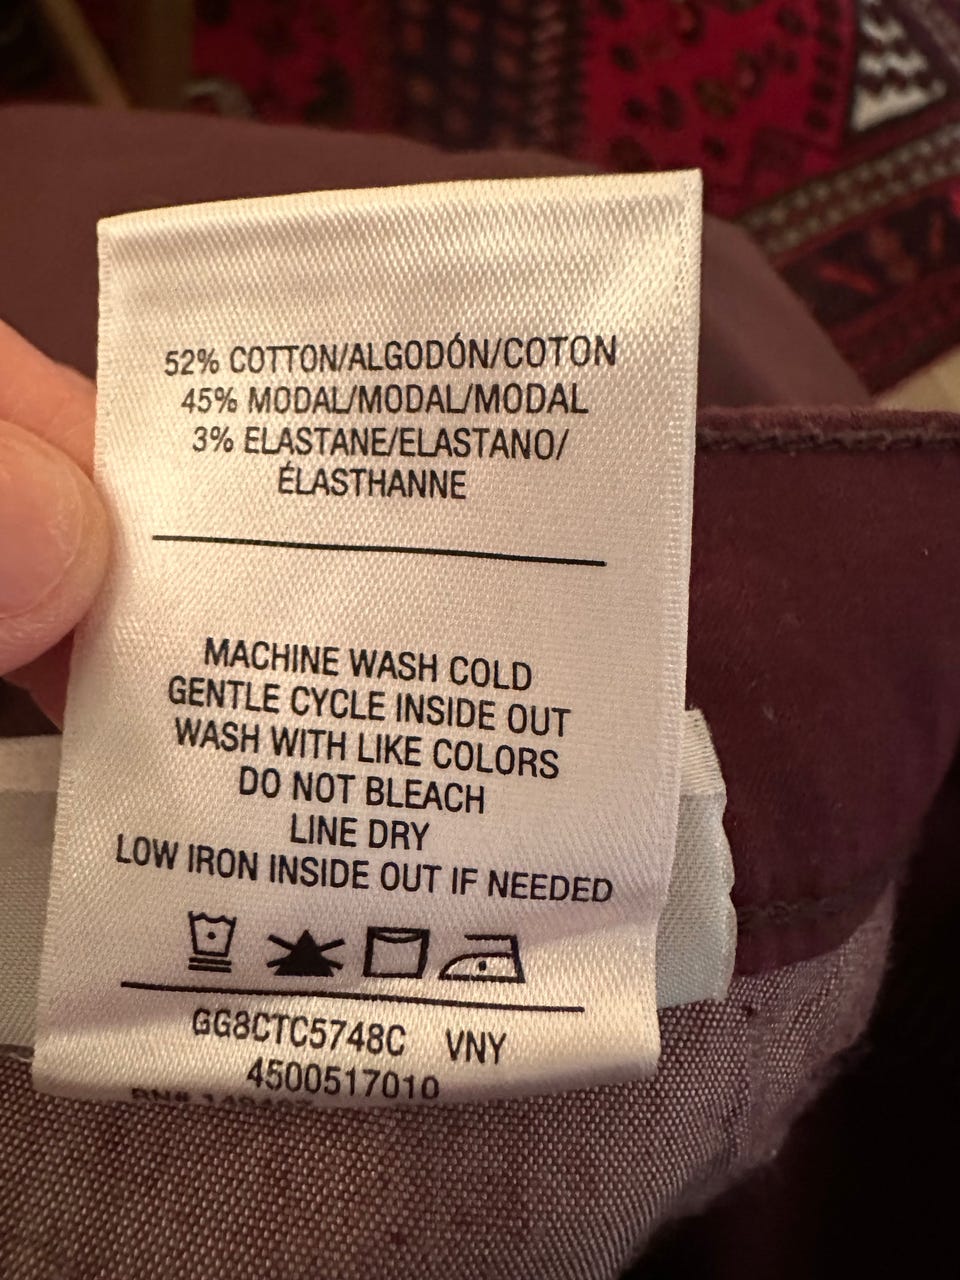 52% COTTON/ALGODÓN/COTON
45% MODAL/MODAL/MODAL
3% ELASTANE/ELASTANO/
ÉLASTHANNE
MACHINE WASH COLD
GENTLE CYCLE INSIDE OUT
WASH WITH LIKE COLORS
DO NOT BLEACH
LINE DRY
LOW IRON INSIDE OUT IF NEEDED
GG8CTC5748C VNY
4500517010
RN#